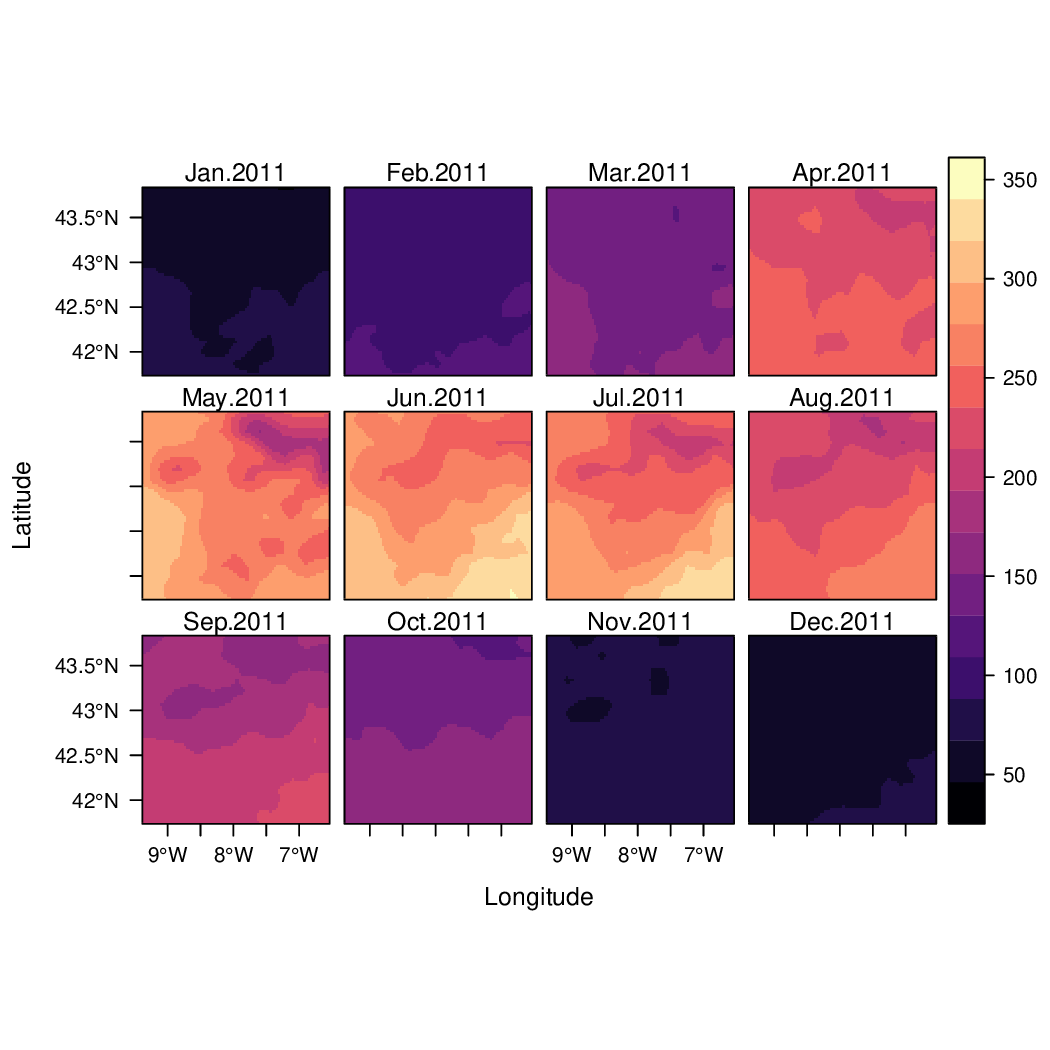 Jan.2011 Feb.2011 Mar.2011 Apr.2011
43.5°N
43°N
42.5°N
42°N
May.2011 Jun.2011 Jul.2011 Aug.2011
Sep.2011 Oct.2011 Nov.2011 Dec.2011
43.5°N
43°N
42.5°N
42°N
9°W 8°W 7°W 9°W 8°W 7°W
Longitude
Latitude
350
300
250
200
150
100
50